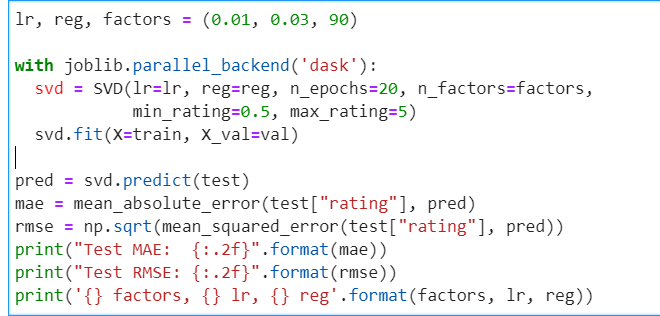 lr, reg, factors = (0.01, 0.03, 90)
with joblib.parallel_backend('dask'):
  svd = SVD(lr=lr, reg=reg, n_epochs=20, n_factors=factors,
            min_rating=0.5, max_rating=5)
  svd.fit(X=train, X_val=val)
pred = svd.predict(test)
mae = mean_absolute_error(test["rating"], pred)
rmse = np.sqrt(mean_squared_error(test["rating"], pred))
print("Test MAE:  {:.2f}".format(mae))
print("Test RMSE: {:.2f}".format(rmse))
print('{} factors, {} lr, {} reg'.format(factors, lr, reg))